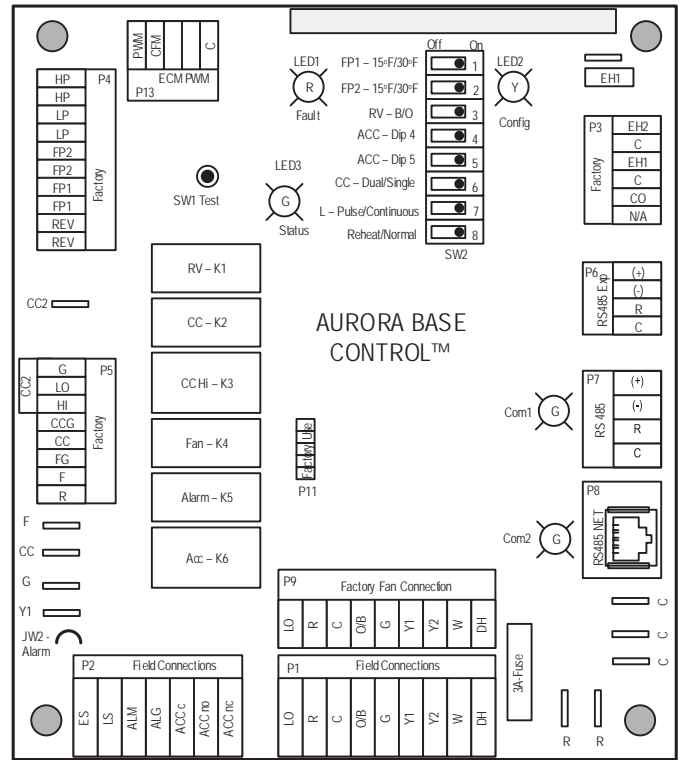 PWM
CFM
C
ECM PWM
P13
P4
HP
HP
LP
LP
FP2
FP2
FP1
FP1
REV
REV
Factory
SW1 Test
LED1
R
Fault
LED3
G
Status
Off
On
FP1 – 15ºF/30ºF
1
FP2 – 15ºF/30ºF
2
RV – B/O
3
ACC – Dip 4
4
ACC – Dip 5
5
CC – Dual/Single
6
L – Pulse/Continuous
7
Reheat/Normal
8
SW2
LED2
Y
Config
EH1
P3
Factory
EH2
C
EH1
C
CO
N/A
P6
RS485 Exp
(+)
(-)
R
C
P7
RS 485
(+)
(-)
R
C
Com1
G
P8
RS485 NET
Com2
G
RV – K1
CC – K2
CC Hi – K3
Fan – K4
Alarm – K5
Acc – K6
AURORA BASE
CONTROL™
Factory Use
P11
CC2
CC2
P5
G
LO
HI
CCG
CC
FG
F
R
Factory
F
CC
G
Y1
JW2 -
Alarm
P9
Factory Fan Connection
LO
R
C
O/B
G
Y1
Y2
W
DH
P2
Field Connections
ES
LS
ALM
ALG
ACC c
ACC no
ACC nc
P1
Field Connections
LO
R
C
O/B
G
Y1
Y2
W
DH
3A-Fuse
C
C
C
R
R